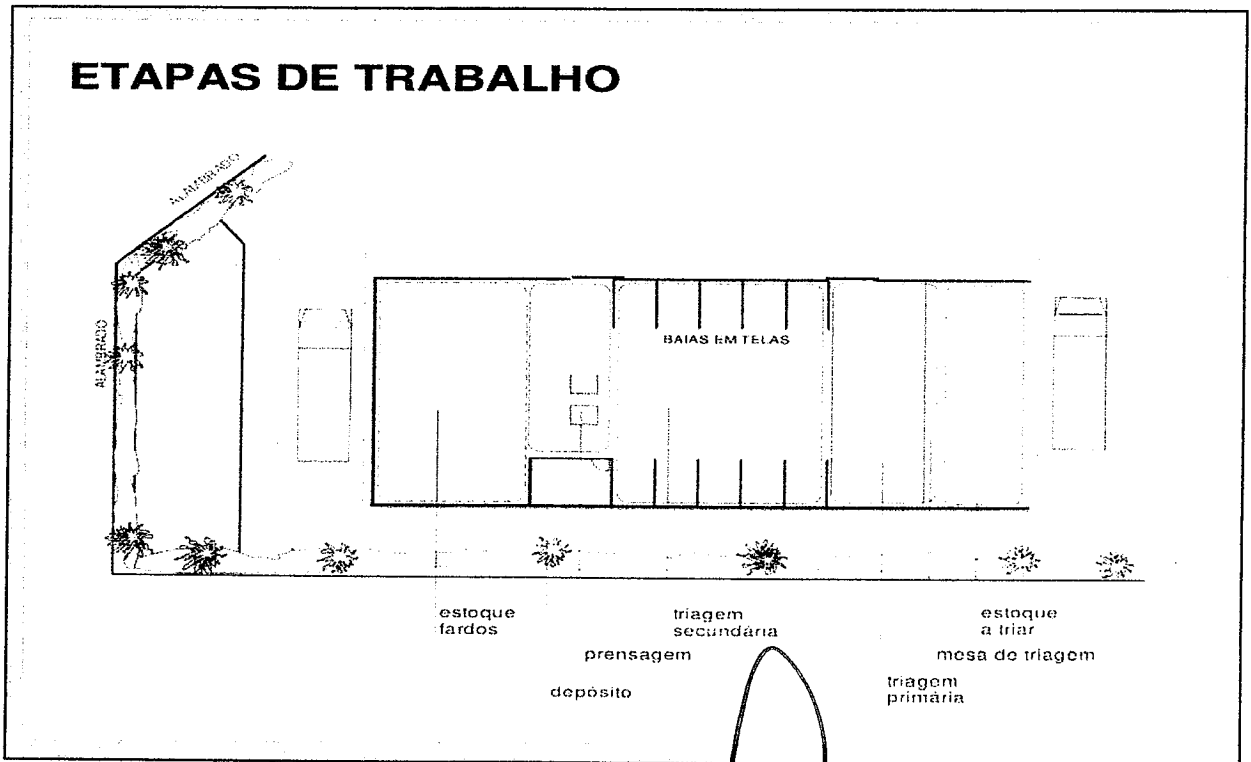 ETAPAS DE TRABALHO
ALAMBRADO
ALAMBRADO
BAIAS EM TELAS
estoque
fardos
triagem
secundária
estoque
a triar
prensagem
mesa de triagem
depósito
triagem
primária